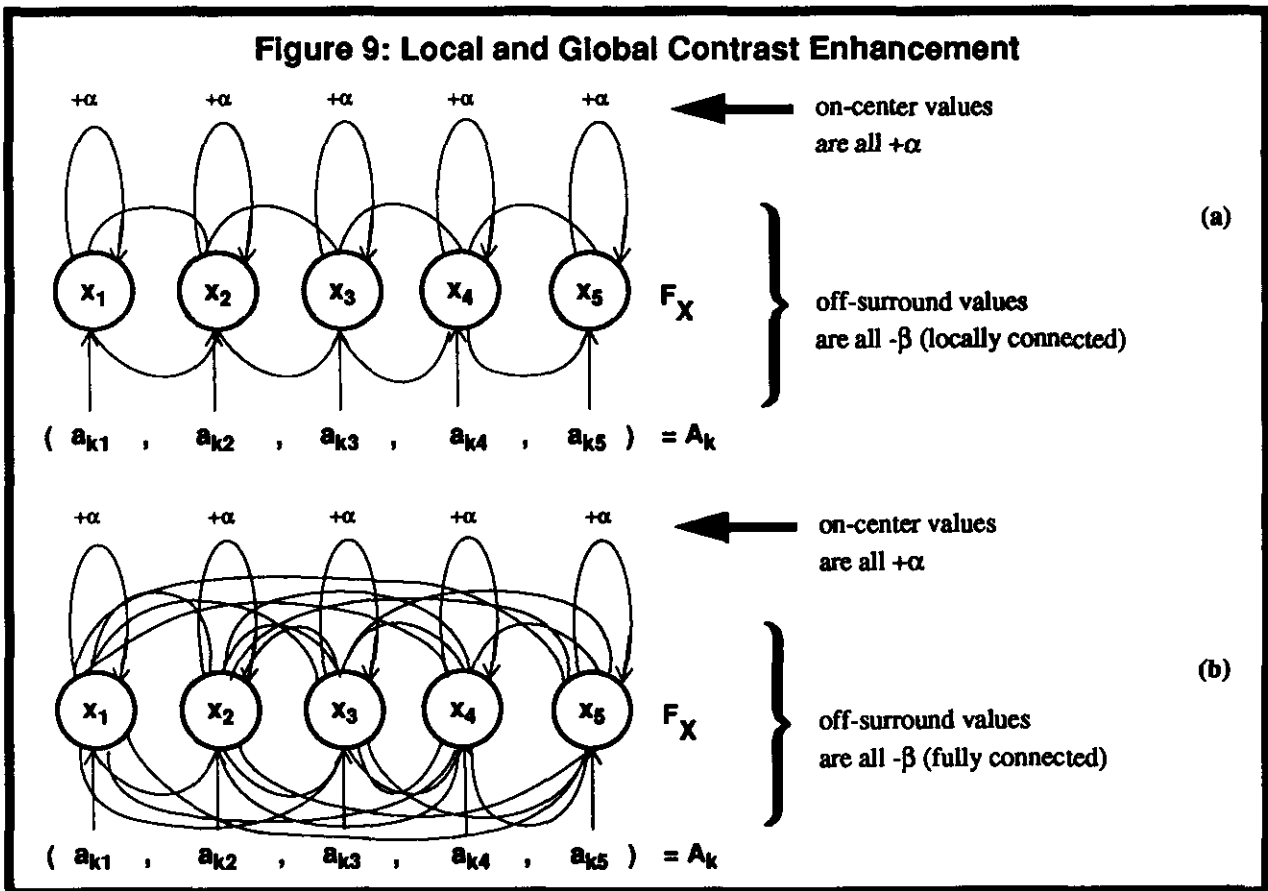 Figure 9: Local and Global Contrast Enhancement
+α +α +α +α +α
on-center values
are all +α
(a)
x1 x2 x3 x4 x5 FX
off-surround values
are all -β (locally connected)
( ak1 , ak2 , ak3 , ak4 , ak5 ) = Ak
+α +α +α +α +α
on-center values
are all +α
(b)
x1 x2 x3 x4 x5 FX
off-surround values
are all -β (fully connected)
( ak1 , ak2 , ak3 , ak4 , ak5 ) = Ak